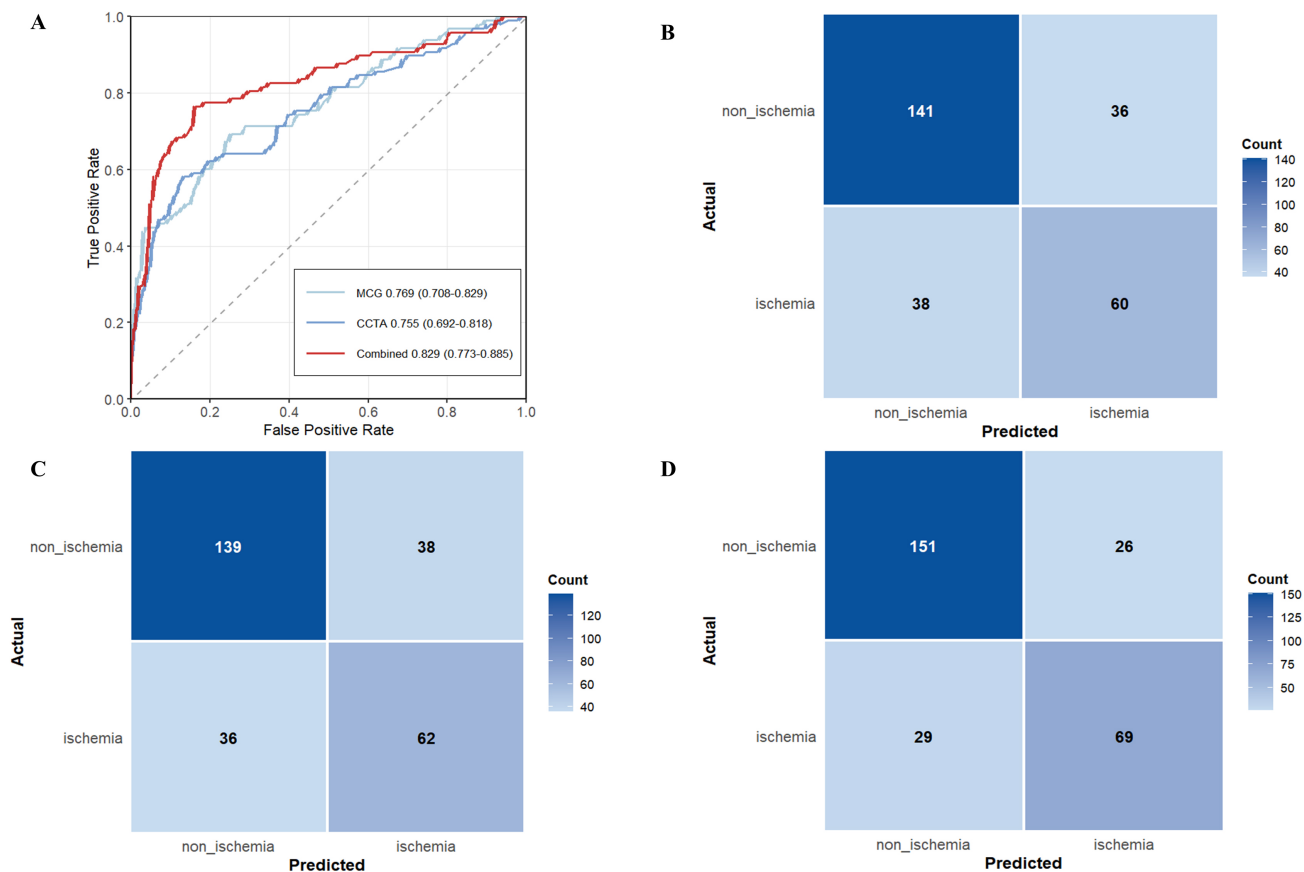 A
True Positive Rate
1.0
0.8
0.6
0.4
0.2
0.0
0.0 0.2 0.4 0.6 0.8 1.0
False Positive Rate
MCG 0.769 (0.708-0.829)
CCTA 0.755 (0.692-0.818)
Combined 0.829 (0.773-0.885)
B
Actual
non_ischemia 141 36
ischemia 38 60
non_ischemia ischemia
Predicted
Count
140
120
100
80
60
40
C
Actual
non_ischemia 139 38
ischemia 36 62
non_ischemia ischemia
Predicted
Count
120
100
80
60
40
D
Actual
non_ischemia 151 26
ischemia 29 69
non_ischemia ischemia
Predicted
Count
150
125
100
75
50